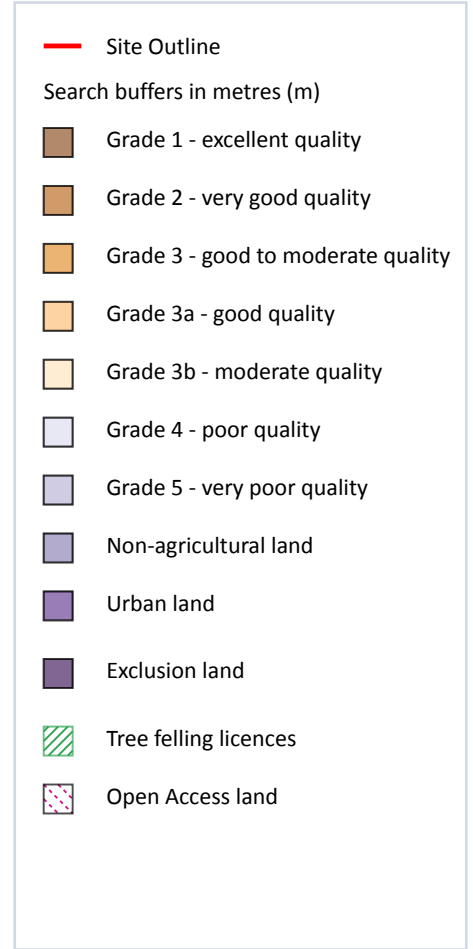 Site Outline
Search buffers in metres (m)
Grade 1 - excellent quality
Grade 2 - very good quality
Grade 3 - good to moderate quality
Grade 3a - good quality
Grade 3b - moderate quality
Grade 4 - poor quality
Grade 5 - very poor quality
Non-agricultural land
Urban land
Exclusion land
Tree felling licences
Open Access land